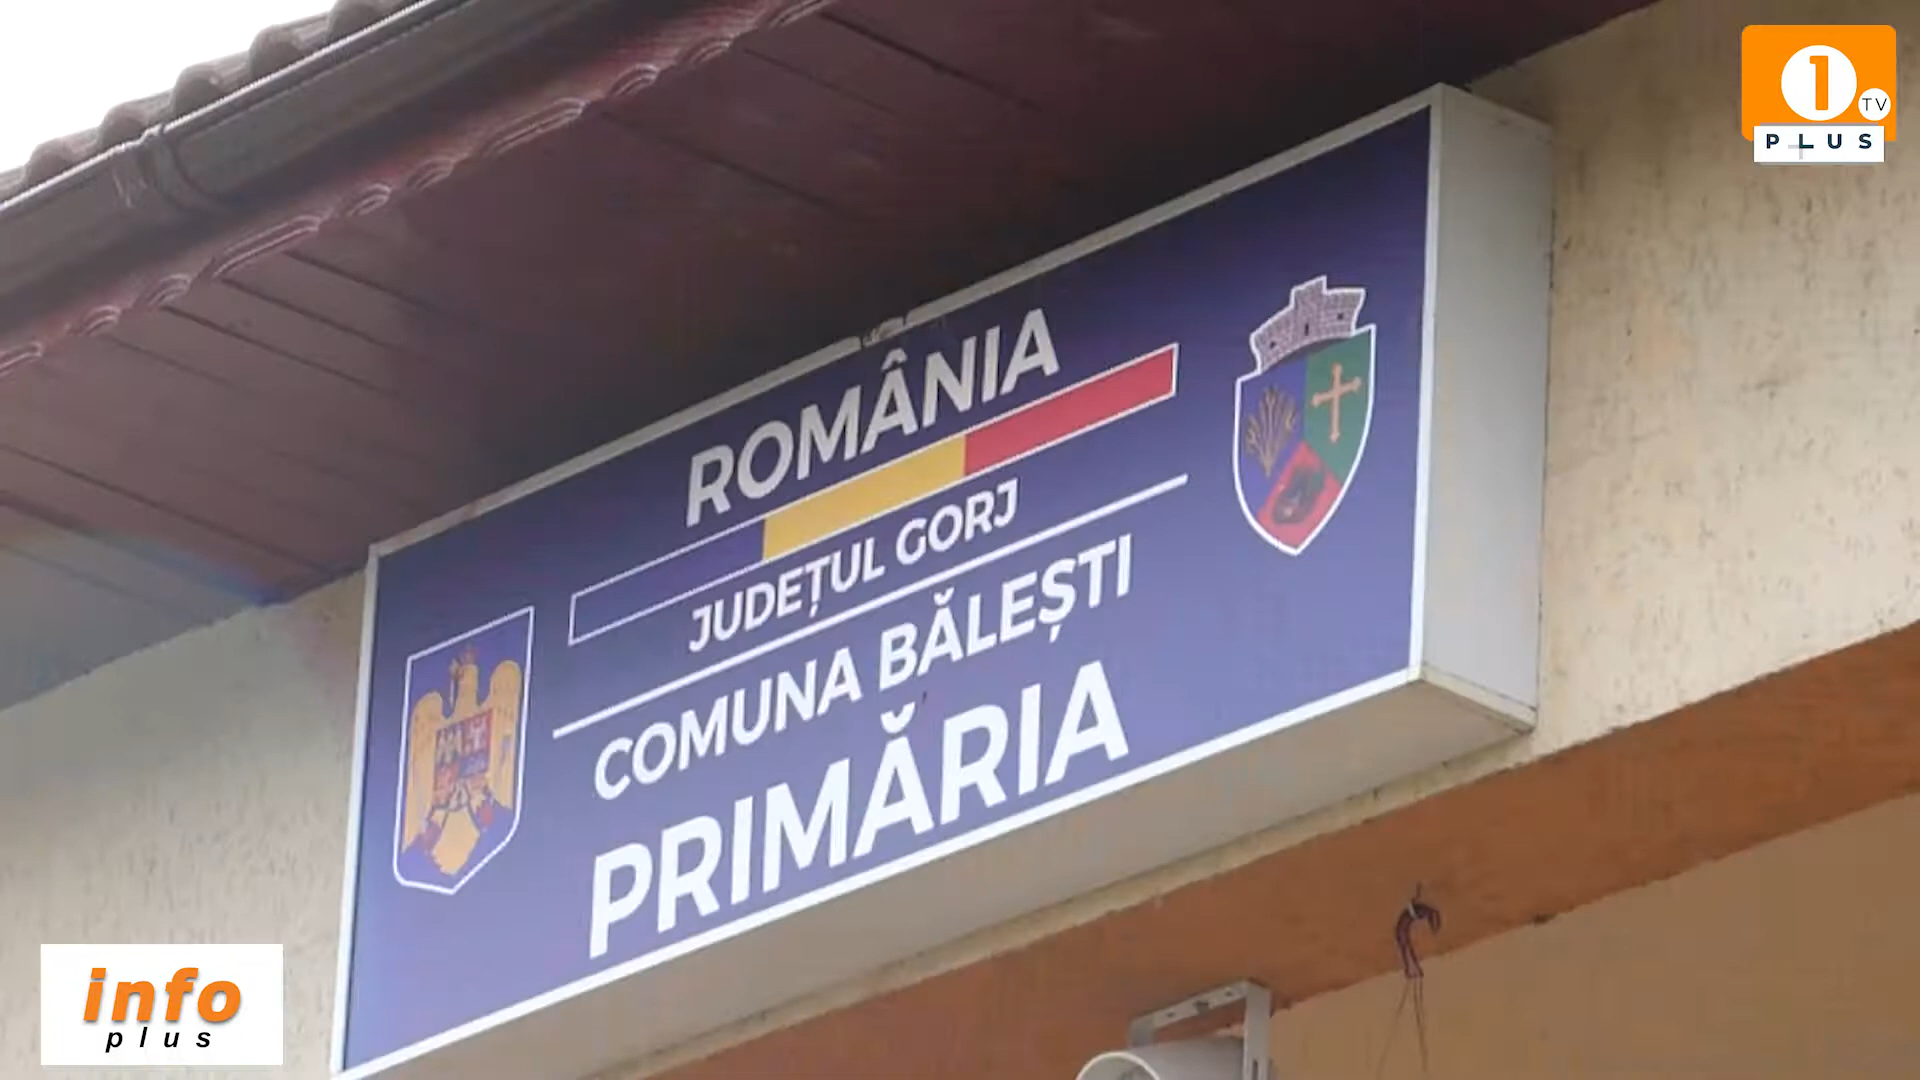 1
TV
PLUS
ROMÂNIA
JUDEȚUL GORJ
COMUNA BĂLEȘTI
PRIMĂRIA
info
plus